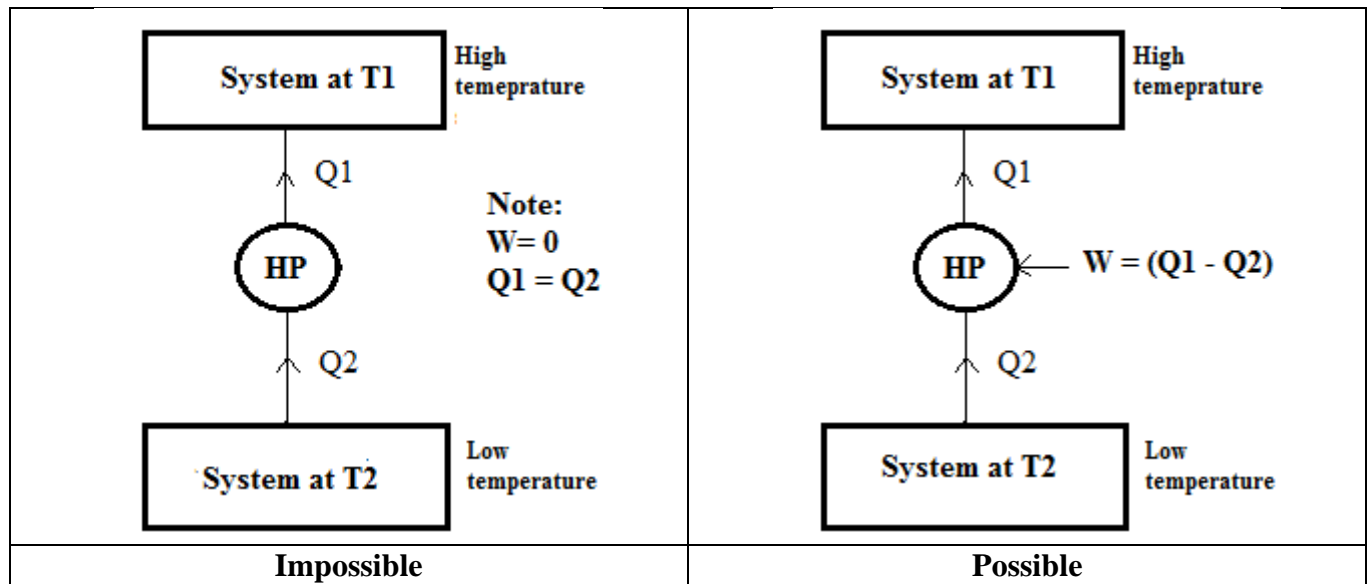 System at T1
High
temeprature
Q1
Note:
W= 0
Q1 = Q2
HP
Q2
System at T2
Low
temperature
Impossible
System at T1
High
temeprature
Q1
HP
W = (Q1 - Q2)
Q2
System at T2
Low
temperature
Possible